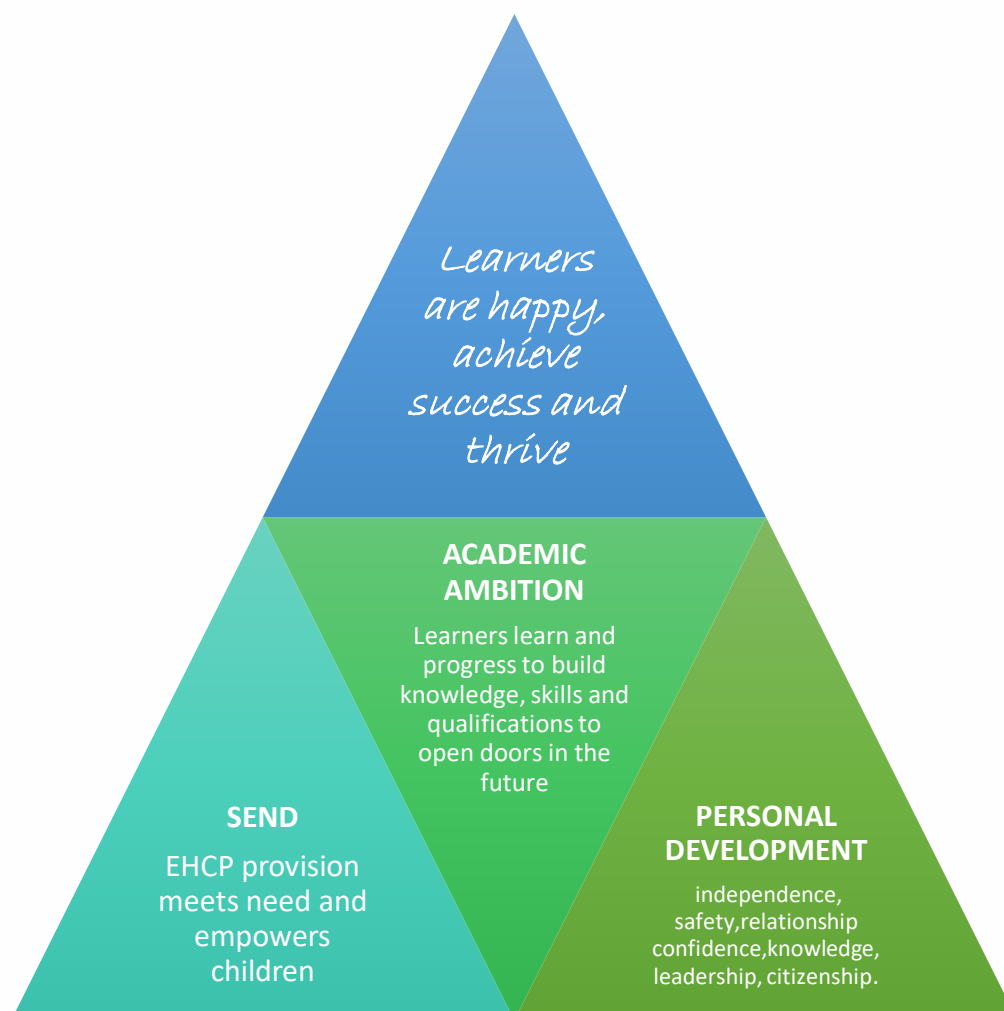 Learners
are happy,
achieve
success and
thrive
ACADEMIC
AMBITION
Learners learn and
progress to build
knowledge, skills and
qualifications to
open doors in the
future
SEND
EHCP provision
meets need and
empowers
children
PERSONAL
DEVELOPMENT
independence,
safety,relationship
confidence,knowledge,
leadership, citizenship.